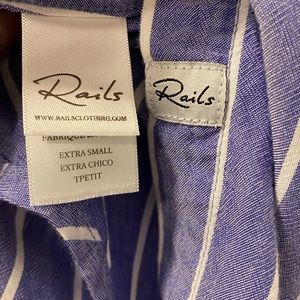 Rails
WWW.RAILSCLOTHING.COM
EXTRA SMALL
EXTRA CHICO
TPETIT
Rails